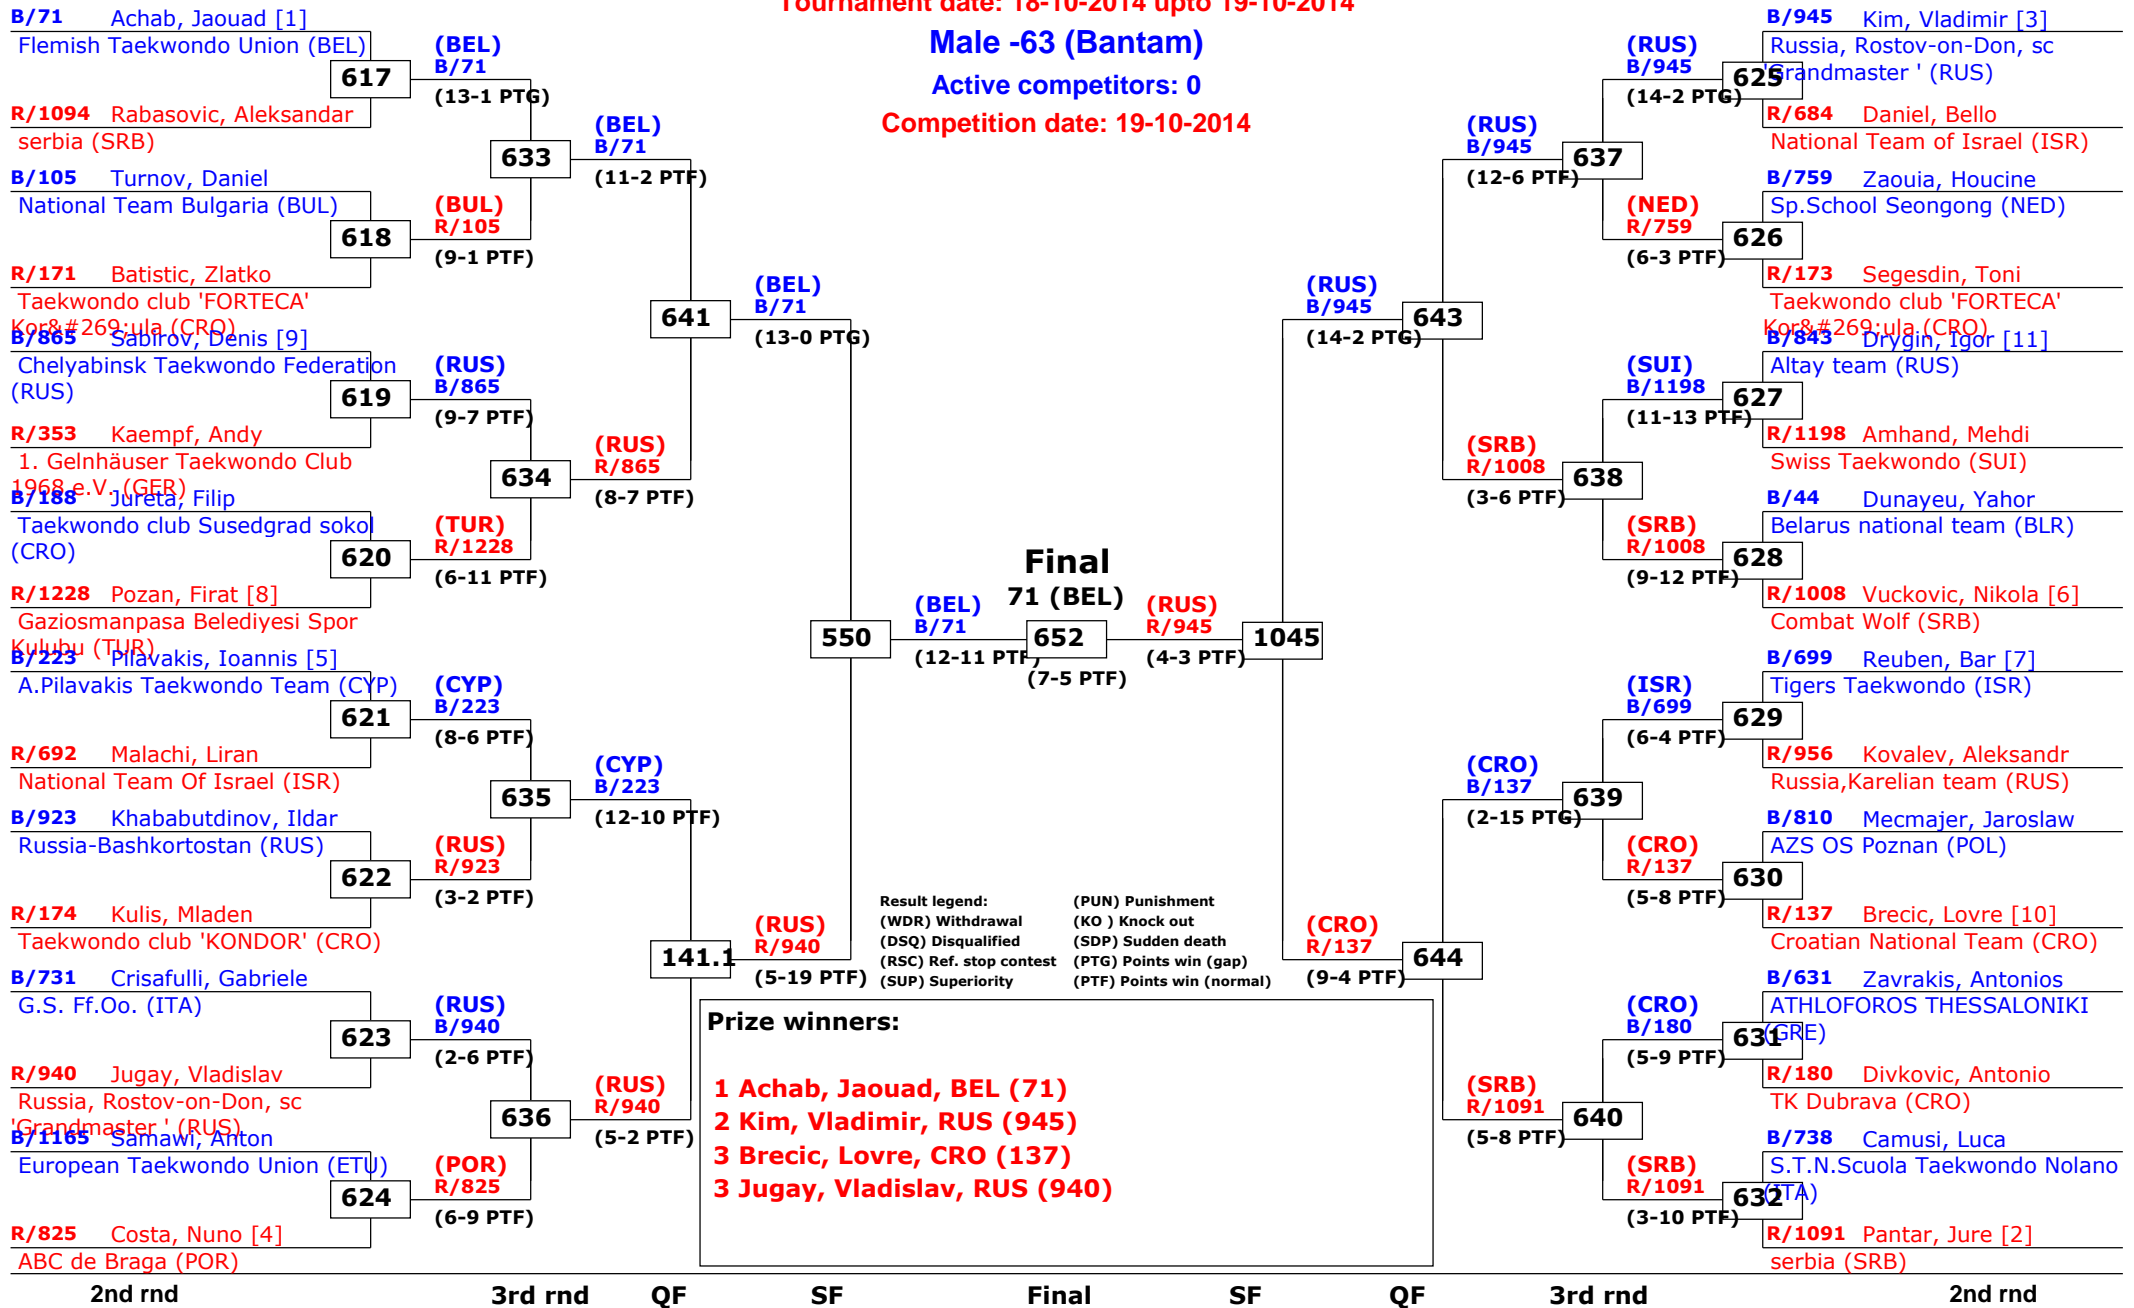 Tournament date: 18-10-2014 upto 19-10-2014
Male -63 (Bantam)
Active competitors: 0
Competition date: 19-10-2014
B/71 Achab, Jaouad [1]
Flemish Taekwondo Union (BEL)
617
R/1094 Rabasovic, Aleksandar
serbia (SRB)
B/105 Turnov, Daniel
National Team Bulgaria (BUL)
618
R/171 Batistic, Zlatko
Taekwondo club 'FORTECA'
Kor&#269;ula (CRO)
B/865 Sabirov, Denis [9]
Chelyabinsk Taekwondo Federation
(RUS)
619
R/353 Kaempf, Andy
1. Gelnhäuser Taekwondo Club
1968 e.V. (GER)
B/188 Jureta, Filip
Taekwondo club Susedgrad sokol
(CRO)
620
R/1228 Pozan, Firat [8]
Gaziosmanpasa Belediyesi Spor
Kulubu (TUR)
B/223 Pilavakis, Ioannis [5]
A.Pilavakis Taekwondo Team (CYP)
621
R/692 Malachi, Liran
National Team Of Israel (ISR)
B/923 Khababutdinov, Ildar
Russia-Bashkortostan (RUS)
622
R/174 Kulis, Mladen
Taekwondo club 'KONDOR' (CRO)
B/731 Crisafulli, Gabriele
G.S. Ff.Oo. (ITA)
623
R/940 Jugay, Vladislav
Russia, Rostov-on-Don, sc
'Grandmaster ' (RUS)
B/1165 Samawi, Anton
European Taekwondo Union (ETU)
624
R/825 Costa, Nuno [4]
ABC de Braga (POR)
(BEL)
B/71
(13-1 PTG)
633
(BUL)
R/105
(9-1 PTF)
(RUS)
B/865
(9-7 PTF)
634
(TUR)
R/1228
(6-11 PTF)
(CYP)
B/223
(8-6 PTF)
635
(RUS)
R/923
(3-2 PTF)
(RUS)
B/940
(2-6 PTF)
636
(POR)
R/825
(6-9 PTF)
(BEL)
B/71
(11-2 PTF)
641
(RUS)
R/865
(8-7 PTF)
(CYP)
B/223
(12-10 PTF)
141.1
(RUS)
R/940
(5-2 PTF)
(BEL)
B/71
(13-0 PTG)
550
(RUS)
R/940
(5-19 PTF)
(BEL)
B/71
(12-11 PTF)
Final
71 (BEL)
652
(7-5 PTF)
(RUS)
R/945
(4-3 PTF)
1045
(RUS)
B/945
(14-2 PTG)
643
(CRO)
R/137
(9-4 PTF)
644
(RUS)
B/945
(12-6 PTF)
637
(SRB)
R/1008
(3-6 PTF)
638
(CRO)
B/137
(2-15 PTG)
639
(SRB)
R/1091
(5-8 PTF)
640
(RUS)
B/945
(14-2 PTG)
(NED)
R/759
(6-3 PTF)
(SUI)
B/1198
(11-13 PTF)
(SRB)
R/1008
(9-12 PTF)
(ISR)
B/699
(6-4 PTF)
(CRO)
R/137
(5-8 PTF)
(CRO)
B/180
(5-9 PTF)
(SRB)
R/1091
(3-10 PTF)
B/945 Kim, Vladimir [3]
Russia, Rostov-on-Don, sc
'Grandmaster ' (RUS)
625
R/684 Daniel, Bello
National Team of Israel (ISR)
B/759 Zaouia, Houcine
Sp.School Seongong (NED)
626
R/173 Segesdin, Toni
Taekwondo club 'FORTECA'
Kor&#269;ula (CRO)
B/843 Drygin, Igor [11]
Altay team (RUS)
627
R/1198 Amhand, Mehdi
Swiss Taekwondo (SUI)
B/44 Dunayeu, Yahor
Belarus national team (BLR)
628
R/1008 Vuckovic, Nikola [6]
Combat Wolf (SRB)
B/699 Reuben, Bar [7]
Tigers Taekwondo (ISR)
629
R/956 Kovalev, Aleksandr
Russia,Karelian team (RUS)
B/810 Mecmajer, Jaroslaw
AZS OS Poznan (POL)
630
R/137 Brecic, Lovre [10]
Croatian National Team (CRO)
B/631 Zavrakis, Antonios
ATHLOFOROS THESSALONIKI
(GRE)
631
R/180 Divkovic, Antonio
TK Dubrava (CRO)
B/738 Camusi, Luca
S.T.N.Scuola Taekwondo Nolano
(ITA)
632
R/1091 Pantar, Jure [2]
serbia (SRB)
Result legend: (PUN) Punishment
(WDR) Withdrawal (KO ) Knock out
(DSQ) Disqualified (SDP) Sudden death
(RSC) Ref. stop contest (PTG) Points win (gap)
(SUP) Superiority (PTF) Points win (normal)
Prize winners:
1 Achab, Jaouad, BEL (71)
2 Kim, Vladimir, RUS (945)
3 Brecic, Lovre, CRO (137)
3 Jugay, Vladislav, RUS (940)
2nd rnd 3rd rnd QF SF Final SF QF 3rd rnd 2nd rnd